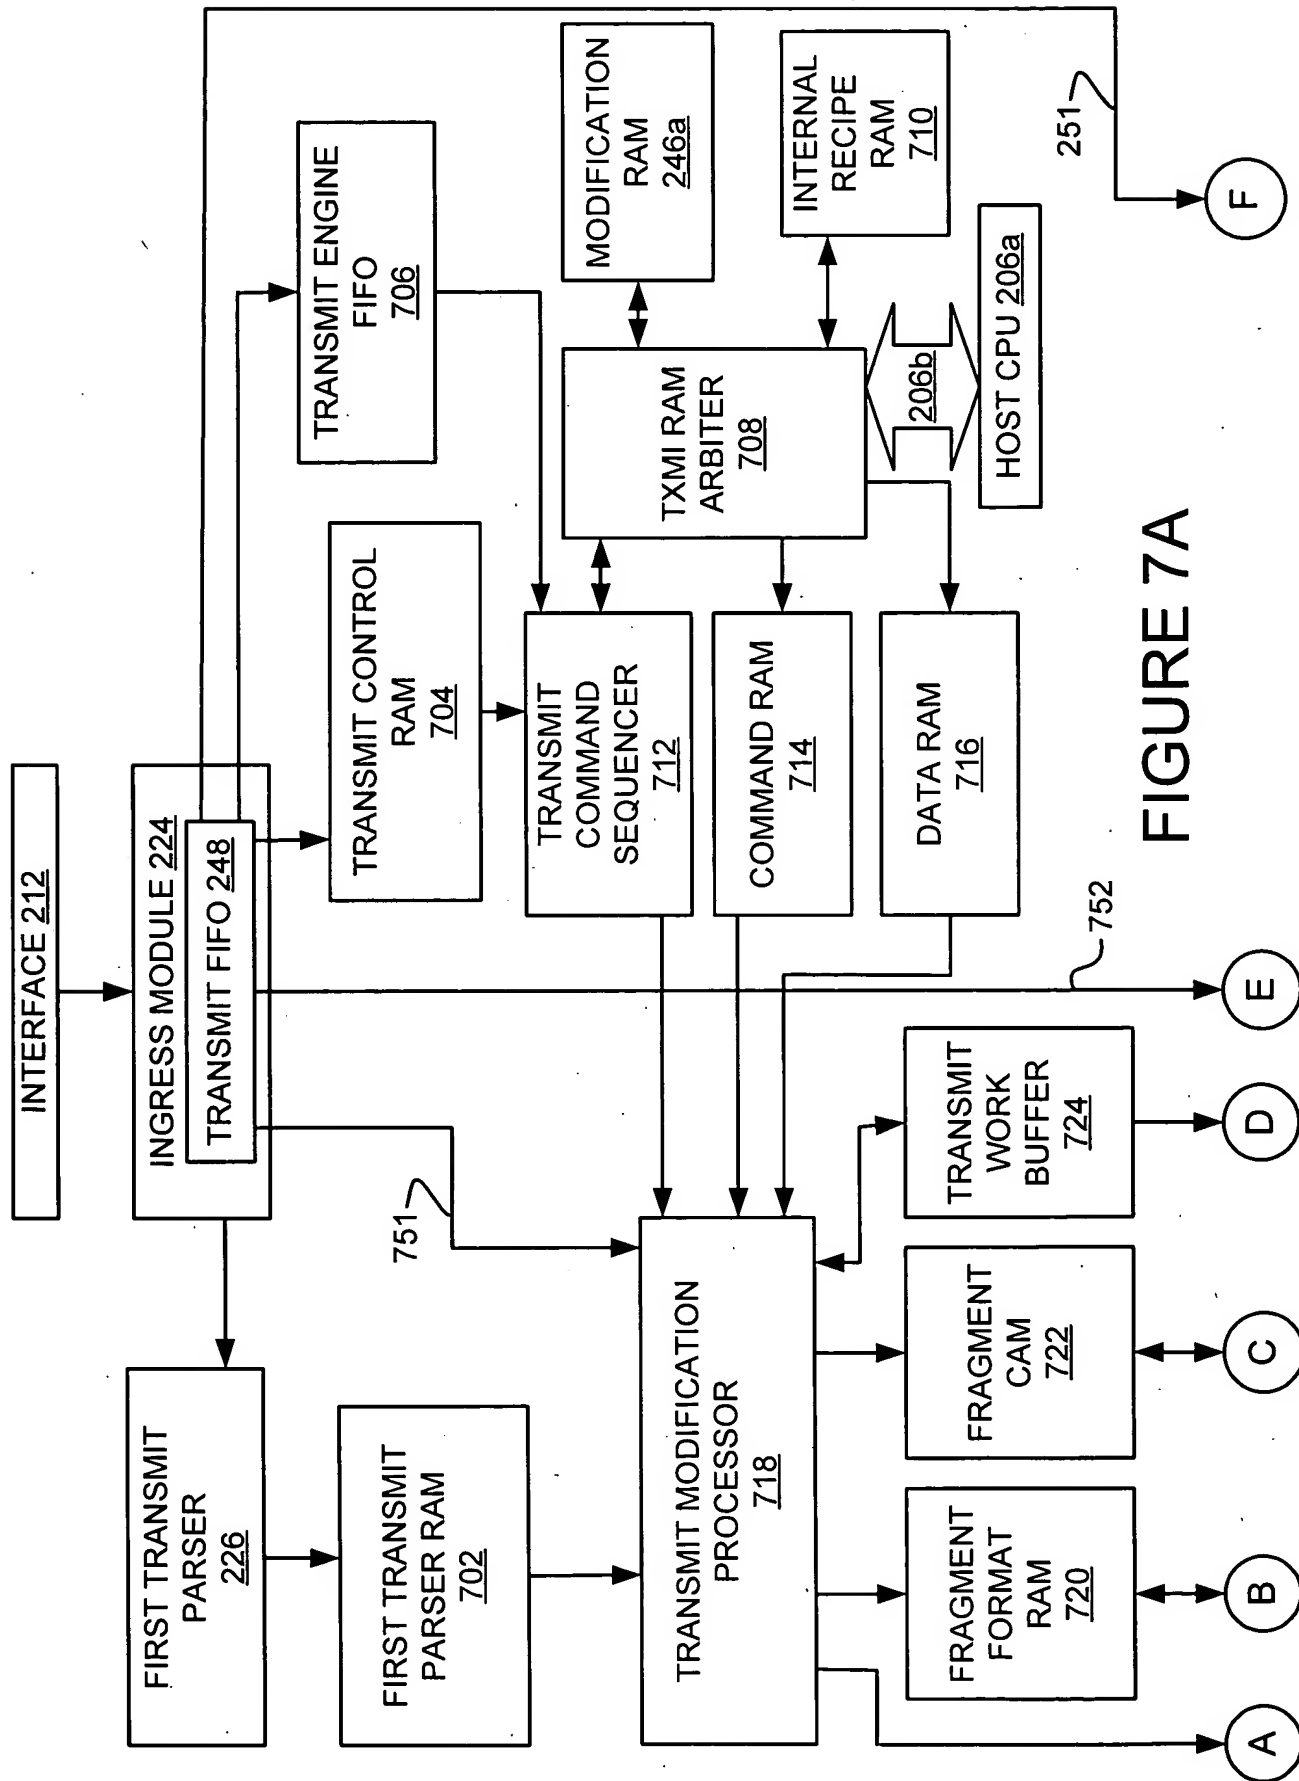 INTERFACE 212
INGRESS MODULE 224
TRANSMIT FIFO 248
FIRST TRANSMIT
PARSER
226
FIRST TRANSMIT
PARSER RAM
702
751
TRANSMIT CONTROL
RAM
704
TRANSMIT ENGINE
FIFO
706
MODIFICATION
RAM
246a
INTERNAL
RECIPE
RAM
710
251
TXMI RAM
ARBITER
708
206b
HOST CPU 206a
TRANSMIT
COMMAND
SEQUENCER
712
COMMAND RAM
714
DATA RAM
716
752
TRANSMIT MODIFICATION
PROCESSOR
718
FRAGMENT
FORMAT
RAM
720
FRAGMENT
CAM
722
TRANSMIT
WORK
BUFFER
724
A
B
C
D
E
F
FIGURE 7A